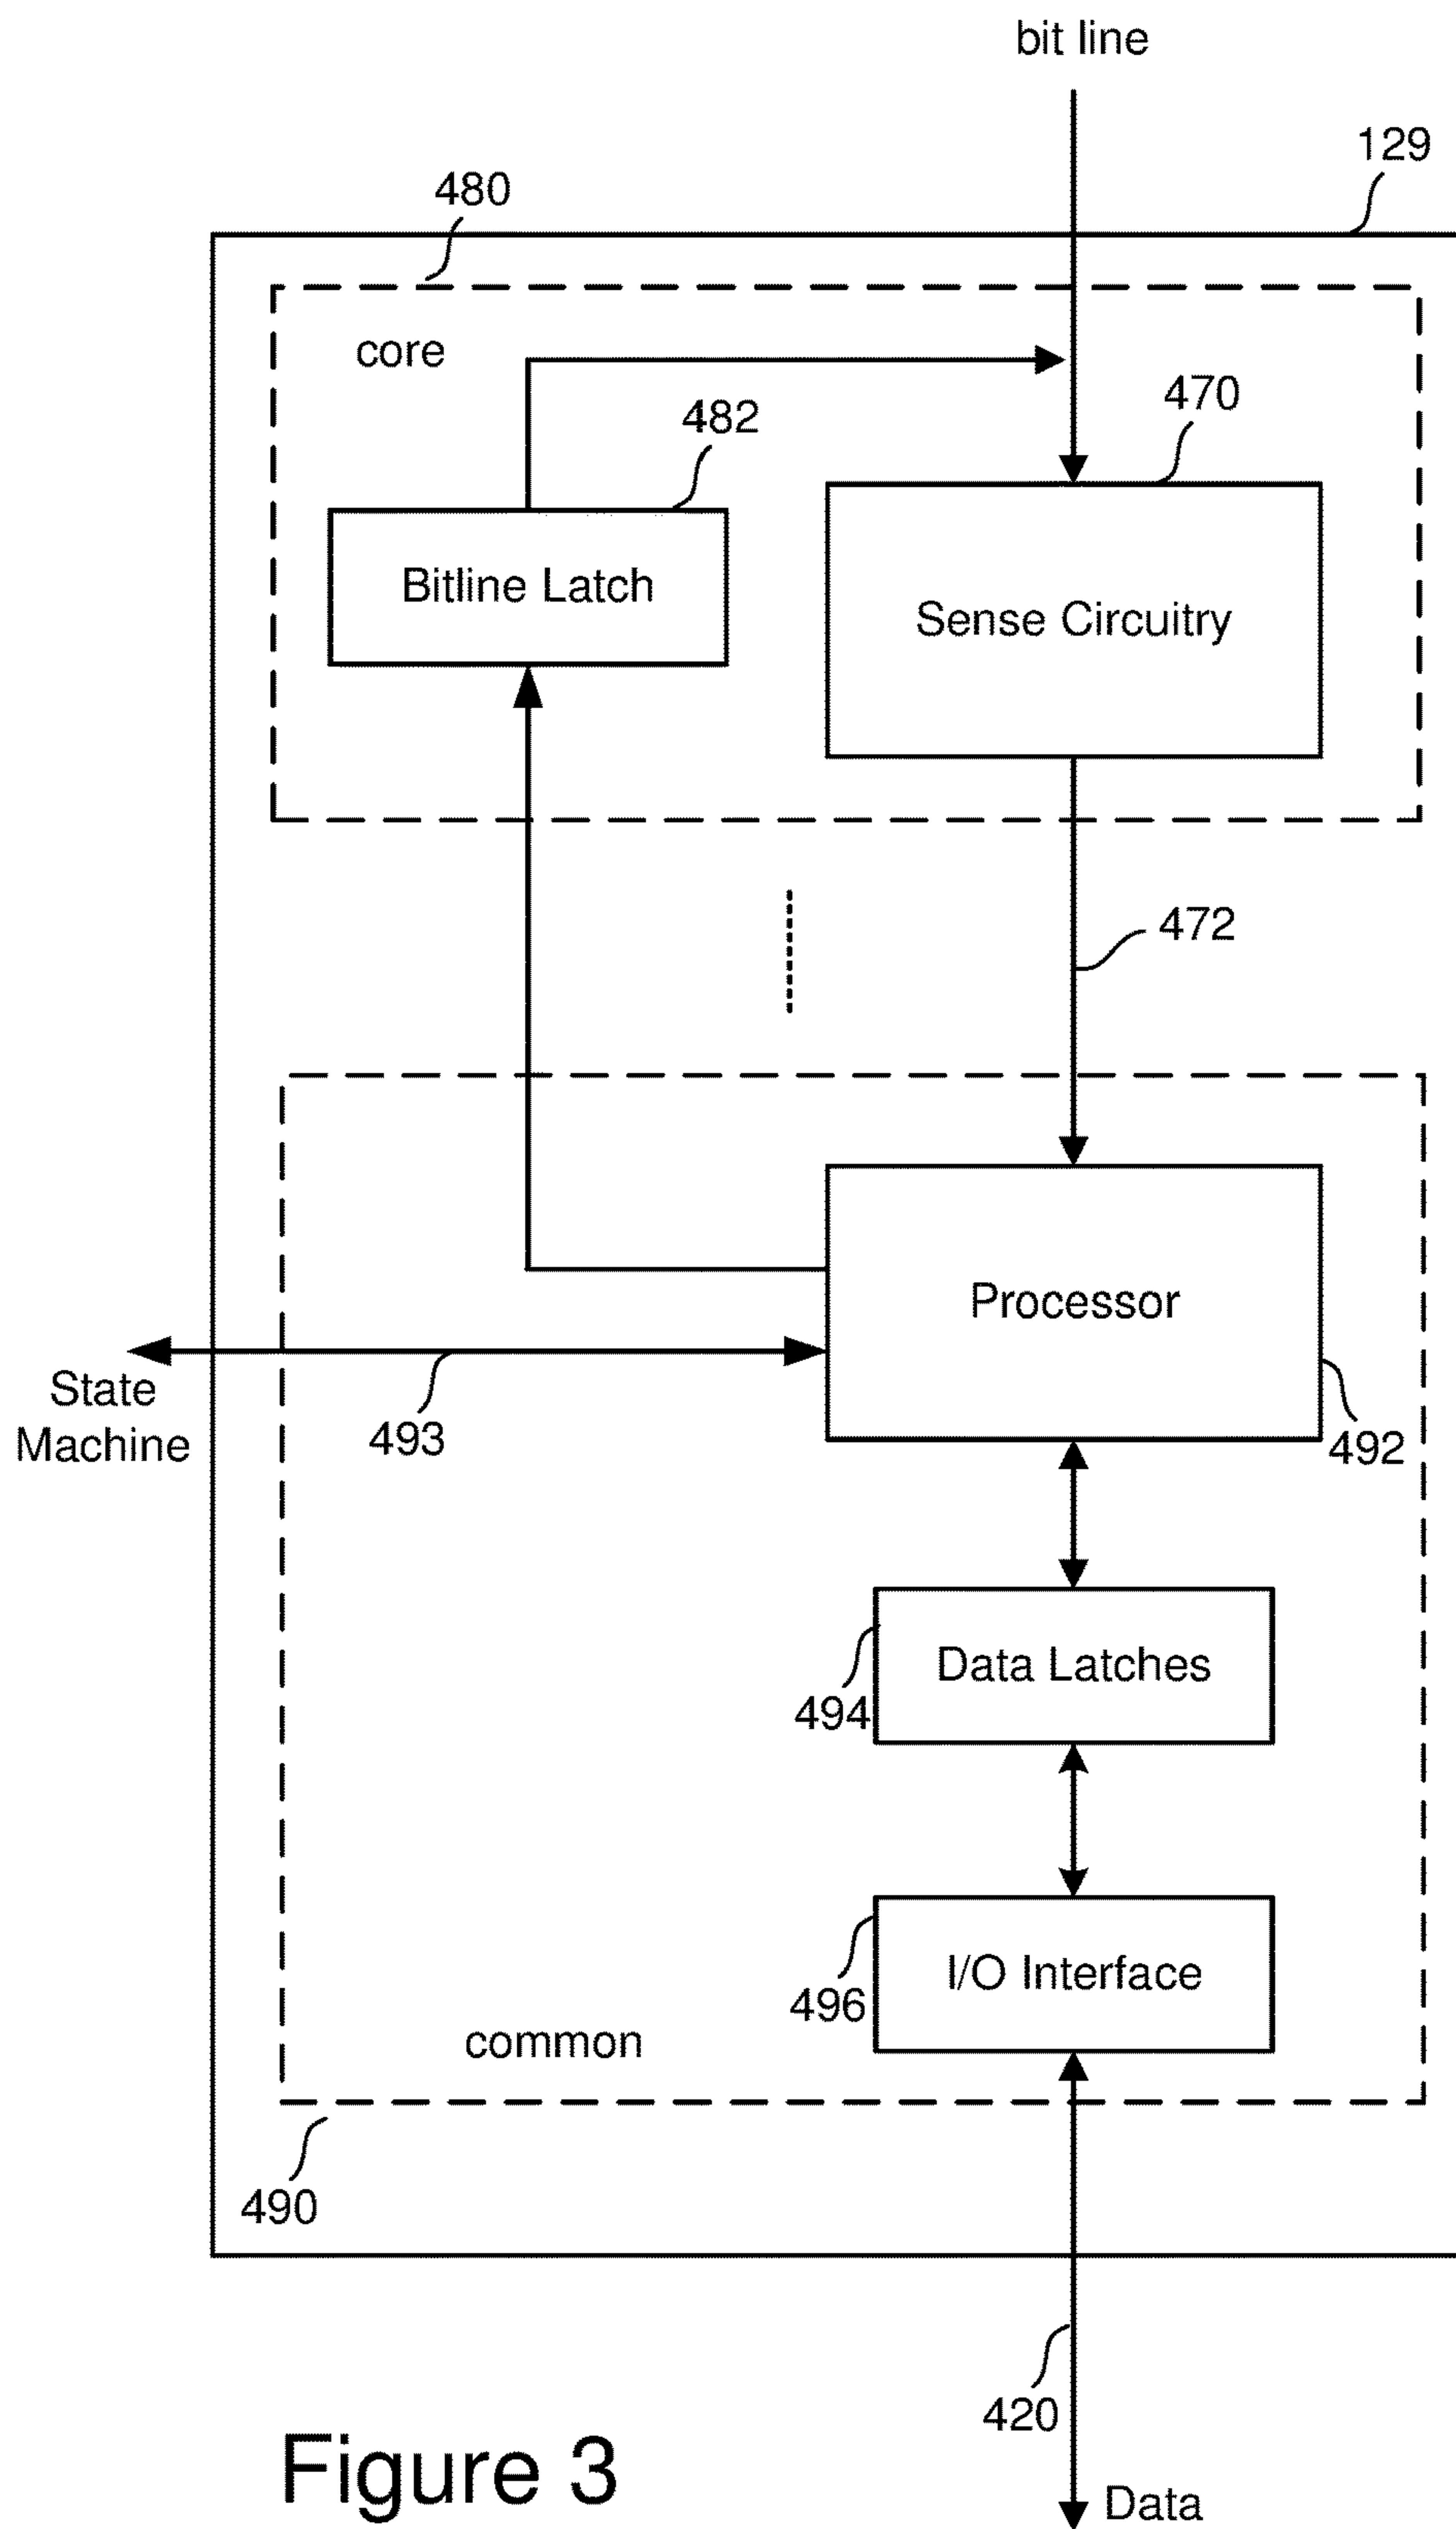 bit line
129
480
core
470
482
Bitline Latch
Sense Circuitry
472
Processor
State
Machine
493
492
Data Latches
494
I/O Interface
496
common
490
420
Figure 3
Data